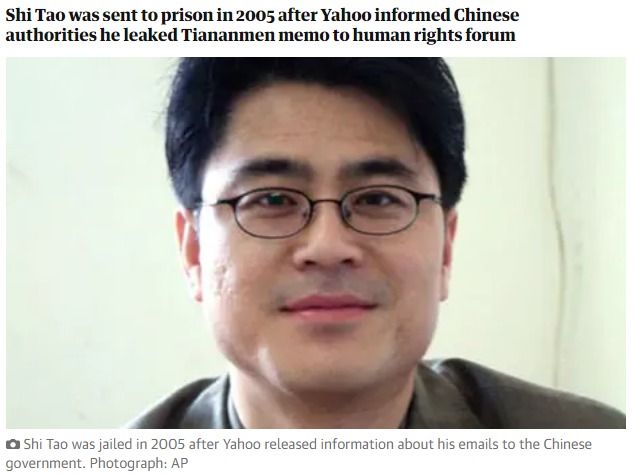 Shi Tao was sent to prison in 2005 after Yahoo informed Chinese
authorities he leaked Tiananmen memo to human rights forum
Shi Tao was jailed in 2005 after Yahoo released information about his emails to the Chinese
government. Photograph: AP